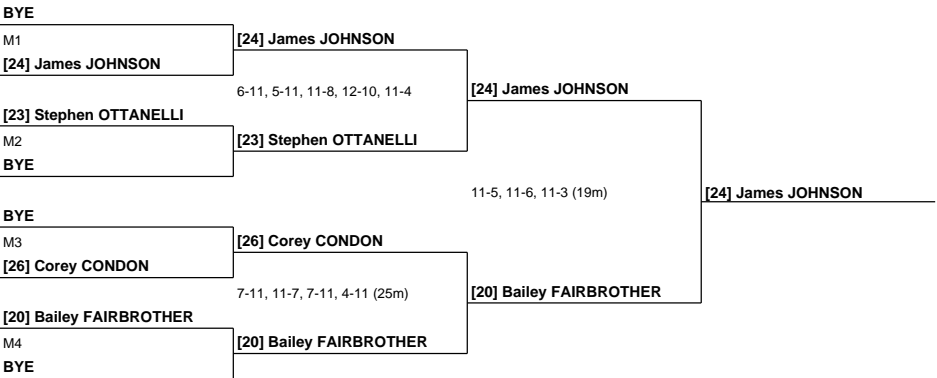 BYE
M1
[24] James JOHNSON
[23] Stephen OTTANELLI
M2
BYE
BYE
M3
[26] Corey CONDON
[20] Bailey FAIRBROTHER
M4
BYE
[24] James JOHNSON
6-11, 5-11, 11-8, 12-10, 11-4
[23] Stephen OTTANELLI
[26] Corey CONDON
7-11, 11-7, 7-11, 4-11 (25m)
[20] Bailey FAIRBROTHER
[24] James JOHNSON
11-5, 11-6, 11-3 (19m)
[20] Bailey FAIRBROTHER
[24] James JOHNSON